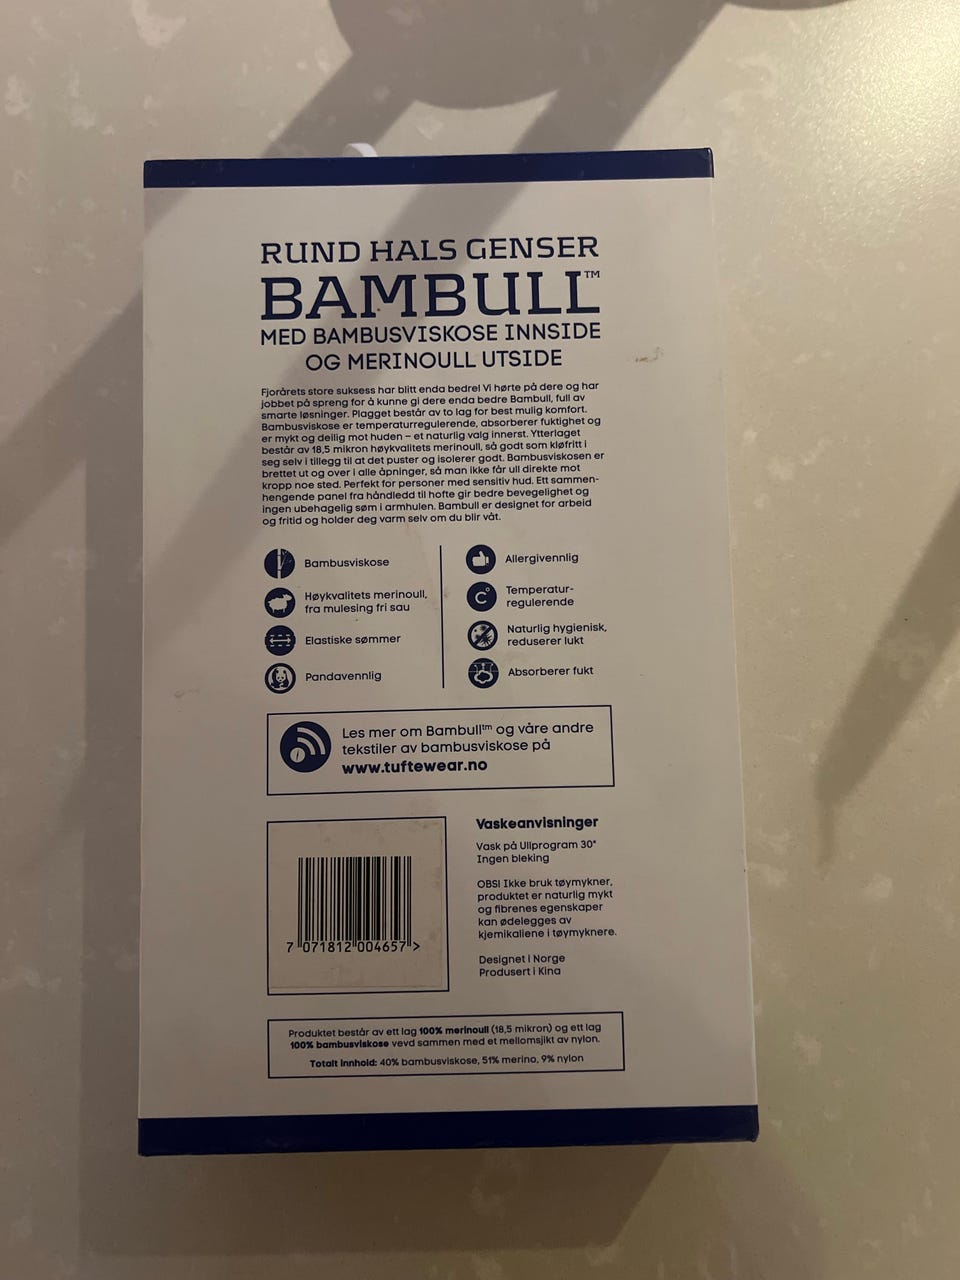 RUND HALS GENSER
BAMBULL™
MED BAMBUSVISKOSE INNSIDE
OG MERINOULL UTSIDE
Fjorårets store suksess har blitt enda bedre! Vi hørte på dere og har
jobbet på spreng for å kunne gi dere enda bedre Bambull, full av
smarte løsninger. Plagget består av to lag for best mulig komfort.
Bambusviskose er temperaturregulerende, absorberer fuktighet og
er mykt og deilig mot huden – et naturlig valg innerst. Ytterlaget
består av 18,5 mikron høykvalitets merinoull, så godt som kløfritt i
seg selv i tillegg til at det puster og isolerer godt. Bambusviskosen er
brettet ut og over i alle åpninger, så man ikke får ull direkte mot
kropp noe sted. Perfekt for personer med sensitiv hud. Ett sammen-
hengende panel fra håndledd til hofte gir bedre bevegelighet og
ingen ubehagelig søm i armhulen. Bambull er designet for arbeid
og fritid og holder deg varm selv om du blir våt.
Bambusviskose
Høykvalitets merinoull,
fra mulesing fri sau
Elastiske sømmer
Pandavennlig
Allergivennlig
C°
Temperatur-
regulerende
Naturlig hygienisk,
reduserer lukt
Absorberer fukt
Les mer om Bambull™ og våre andre
tekstiler av bambusviskose på
www.tuftewear.no
7 071812 004657 >
Vaskeanvisninger
Vask på Ullprogram 30°
Ingen bleking
OBS! Ikke bruk tøymykner,
produktet er naturlig mykt
og fibrenes egenskaper
kan ødelegges av
kjemikaliene i tøymyknere.
Designet i Norge
Produsert i Kina
Produktet består av ett lag 100% merinoull (18,5 mikron) og ett lag
100% bambusviskose vevd sammen med et mellomsjikt av nylon.
Totalt innhold: 40% bambusviskose, 51% merino, 9% nylon